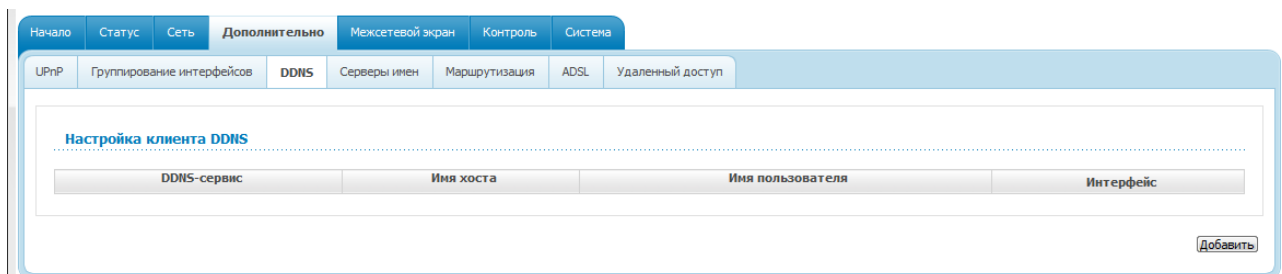 Начало Статус Сеть Дополнительно Межсетевой экран Контроль Система
UPnP Группирование интерфейсов DDNS Серверы имен Маршрутизация ADSL Удаленный доступ
Настройка клиента DDNS
DDNS-сервис Имя хоста Имя пользователя Интерфейс
Добавить